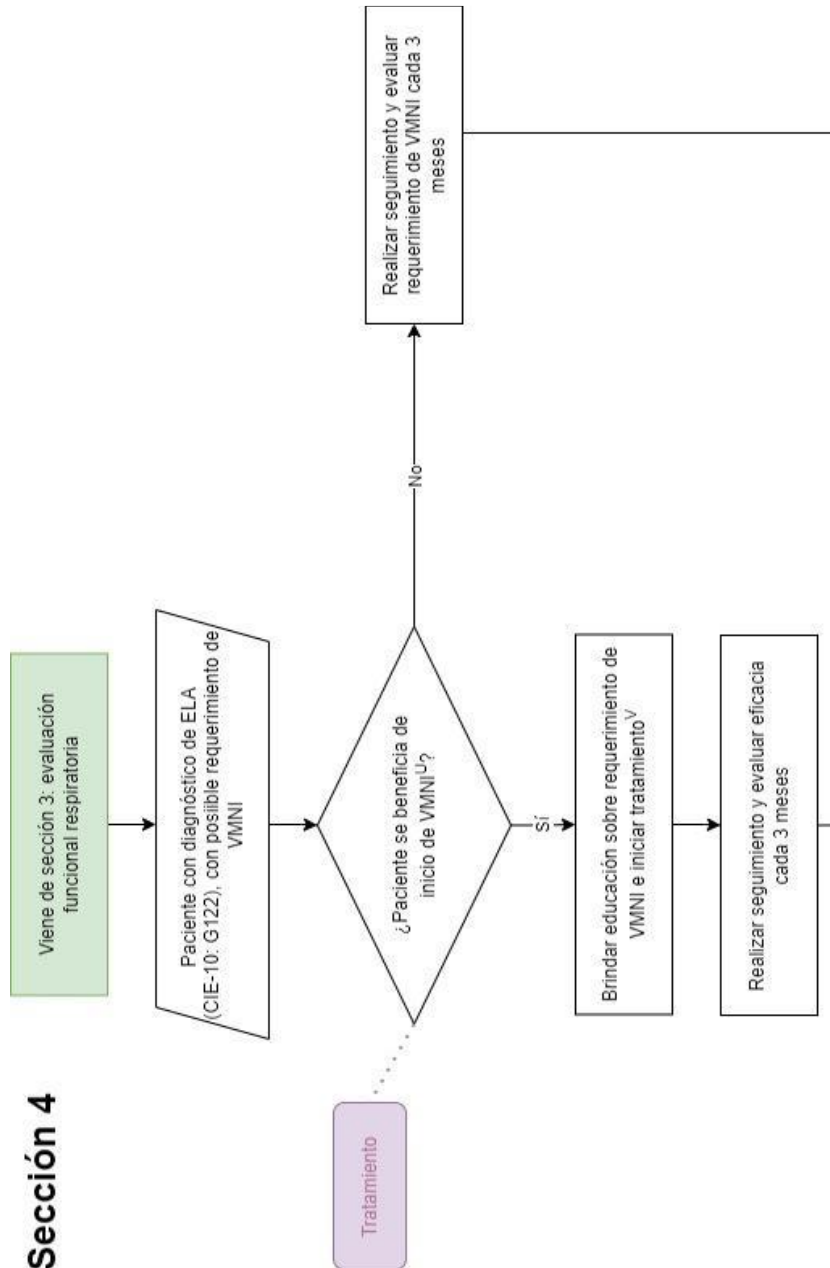 Sección 4
Viene de sección 3: evaluación
funcional respiratoria
Paciente con diagnóstico de ELA
(CIE-10: G122), con posible requerimiento de
VMNI
Tratamiento
¿Paciente se beneficia de
inicio de VMNIᵁ?
No
Realizar seguimiento y evaluar
requerimiento de VMNI cada 3
meses
Sí
Brindar educación sobre requerimiento de
VMNI e iniciar tratamientoⱽ
Realizar seguimiento y evaluar eficacia
cada 3 meses